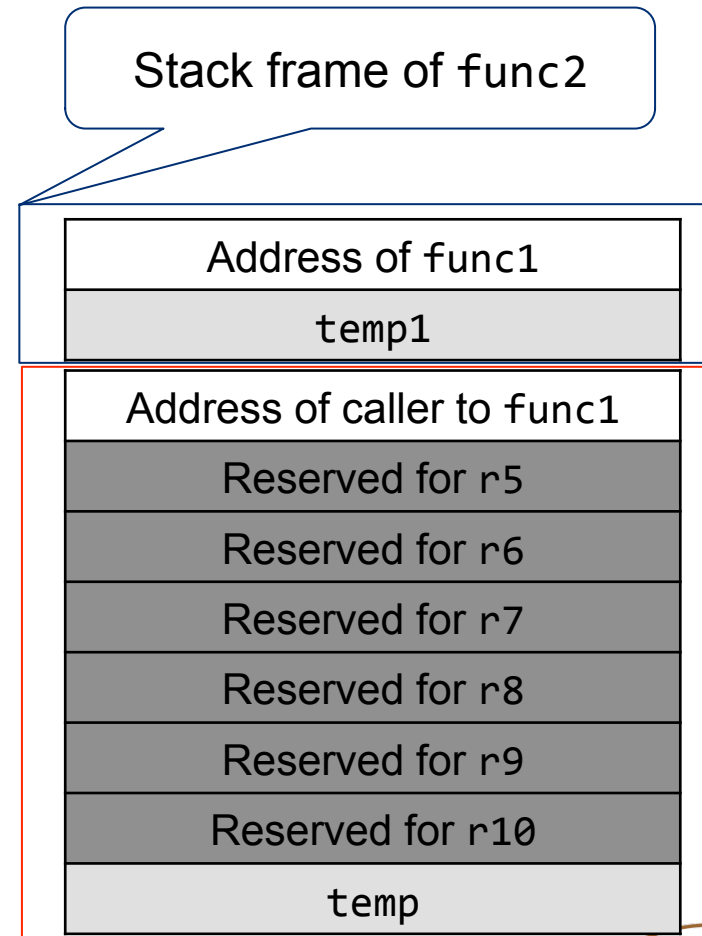 Stack frame of func2
Address of func1
temp1
Address of caller to func1
Reserved for r5
Reserved for r6
Reserved for r7
Reserved for r8
Reserved for r9
Reserved for r10
temp